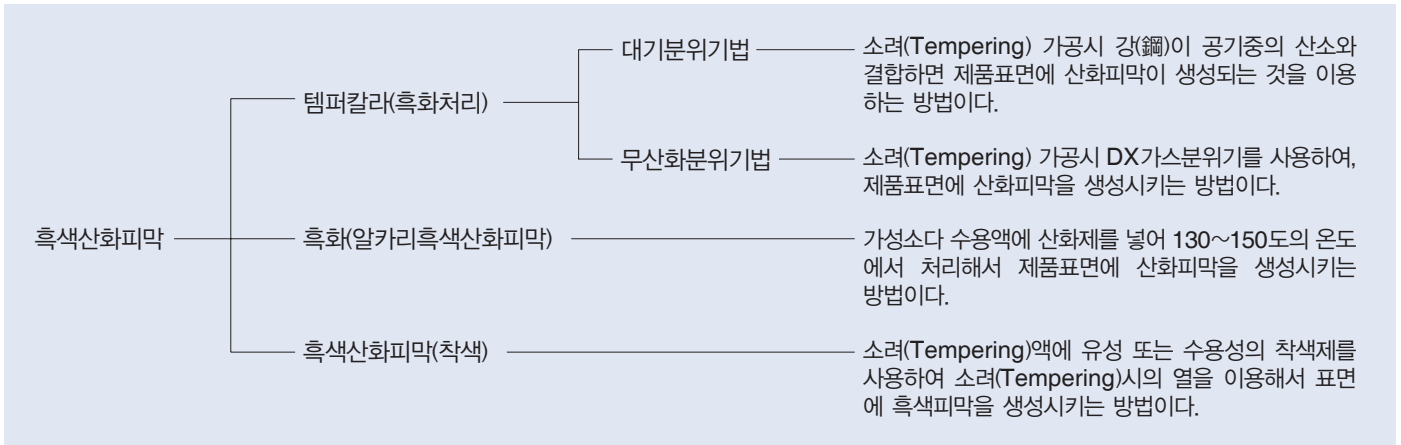 대기분위기법
소려(Tempering) 가공시 강(鋼)이 공기중의 산소와
결합하면 제품표면에 산화피막이 생성되는 것을 이용
하는 방법이다.
템퍼칼라(흑화처리)
무산화분위기법
소려(Tempering) 가공시 DX가스분위기를 사용하여,
제품표면에 산화피막을 생성시키는 방법이다.
흑색산화피막
흑화(알카리흑색산화피막)
가성소다 수용액에 산화제를 넣어 130~150도의 온도
에서 처리해서 제품표면에 산화피막을 생성시키는
방법이다.
흑색산화피막(착색)
소려(Tempering)액에 유성 또는 수용성의 착색제를
사용하여 소려(Tempering)시의 열을 이용해서 표면
에 흑색피막을 생성시키는 방법이다.